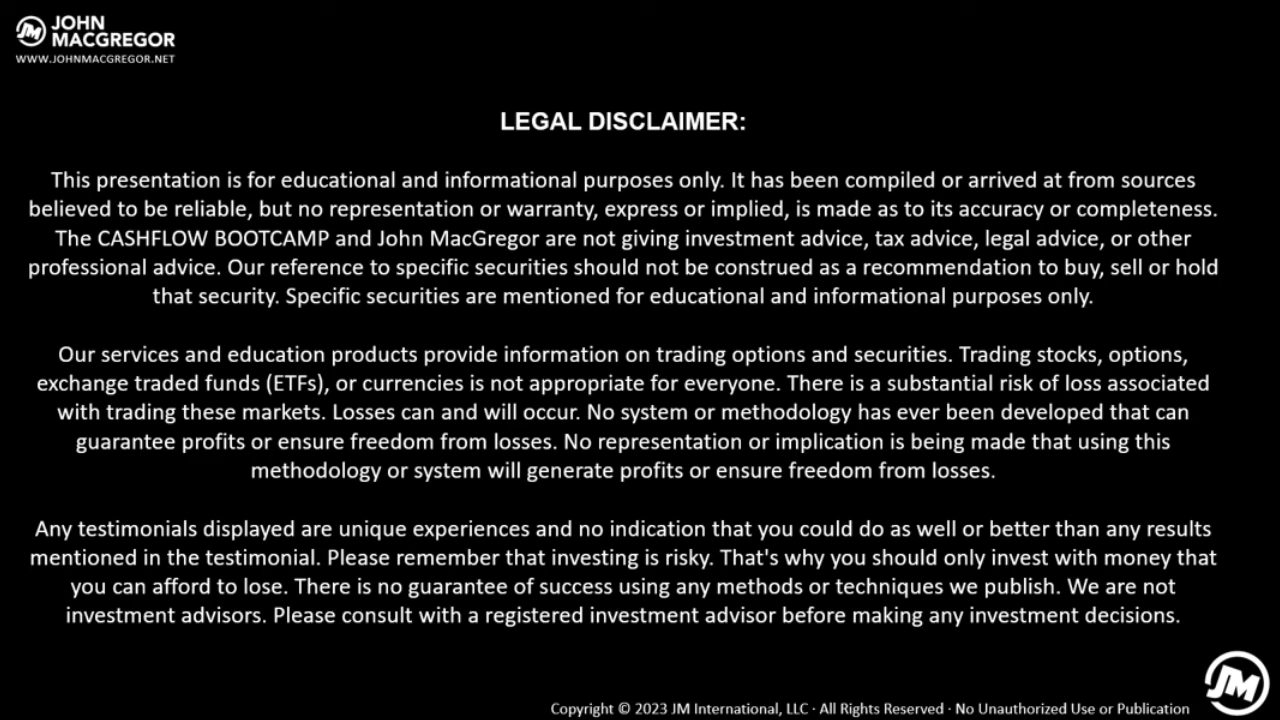 JM JOHN
MACGREGOR
WWW.JOHNMACGREGOR.NET
LEGAL DISCLAIMER:
This presentation is for educational and informational purposes only. It has been compiled or arrived at from sources
believed to be reliable, but no representation or warranty, express or implied, is made as to its accuracy or completeness.
The CASHFLOW BOOTCAMP and John MacGregor are not giving investment advice, tax advice, legal advice, or other
professional advice. Our reference to specific securities should not be construed as a recommendation to buy, sell or hold
that security. Specific securities are mentioned for educational and informational purposes only.
Our services and education products provide information on trading options and securities. Trading stocks, options,
exchange traded funds (ETFs), or currencies is not appropriate for everyone. There is a substantial risk of loss associated
with trading these markets. Losses can and will occur. No system or methodology has ever been developed that can
guarantee profits or ensure freedom from losses. No representation or implication is being made that using this
methodology or system will generate profits or ensure freedom from losses.
Any testimonials displayed are unique experiences and no indication that you could do as well or better than any results
mentioned in the testimonial. Please remember that investing is risky. That's why you should only invest with money that
you can afford to lose. There is no guarantee of success using any methods or techniques we publish. We are not
investment advisors. Please consult with a registered investment advisor before making any investment decisions.
JM
Copyright © 2023 JM International, LLC · All Rights Reserved · No Unauthorized Use or Publication